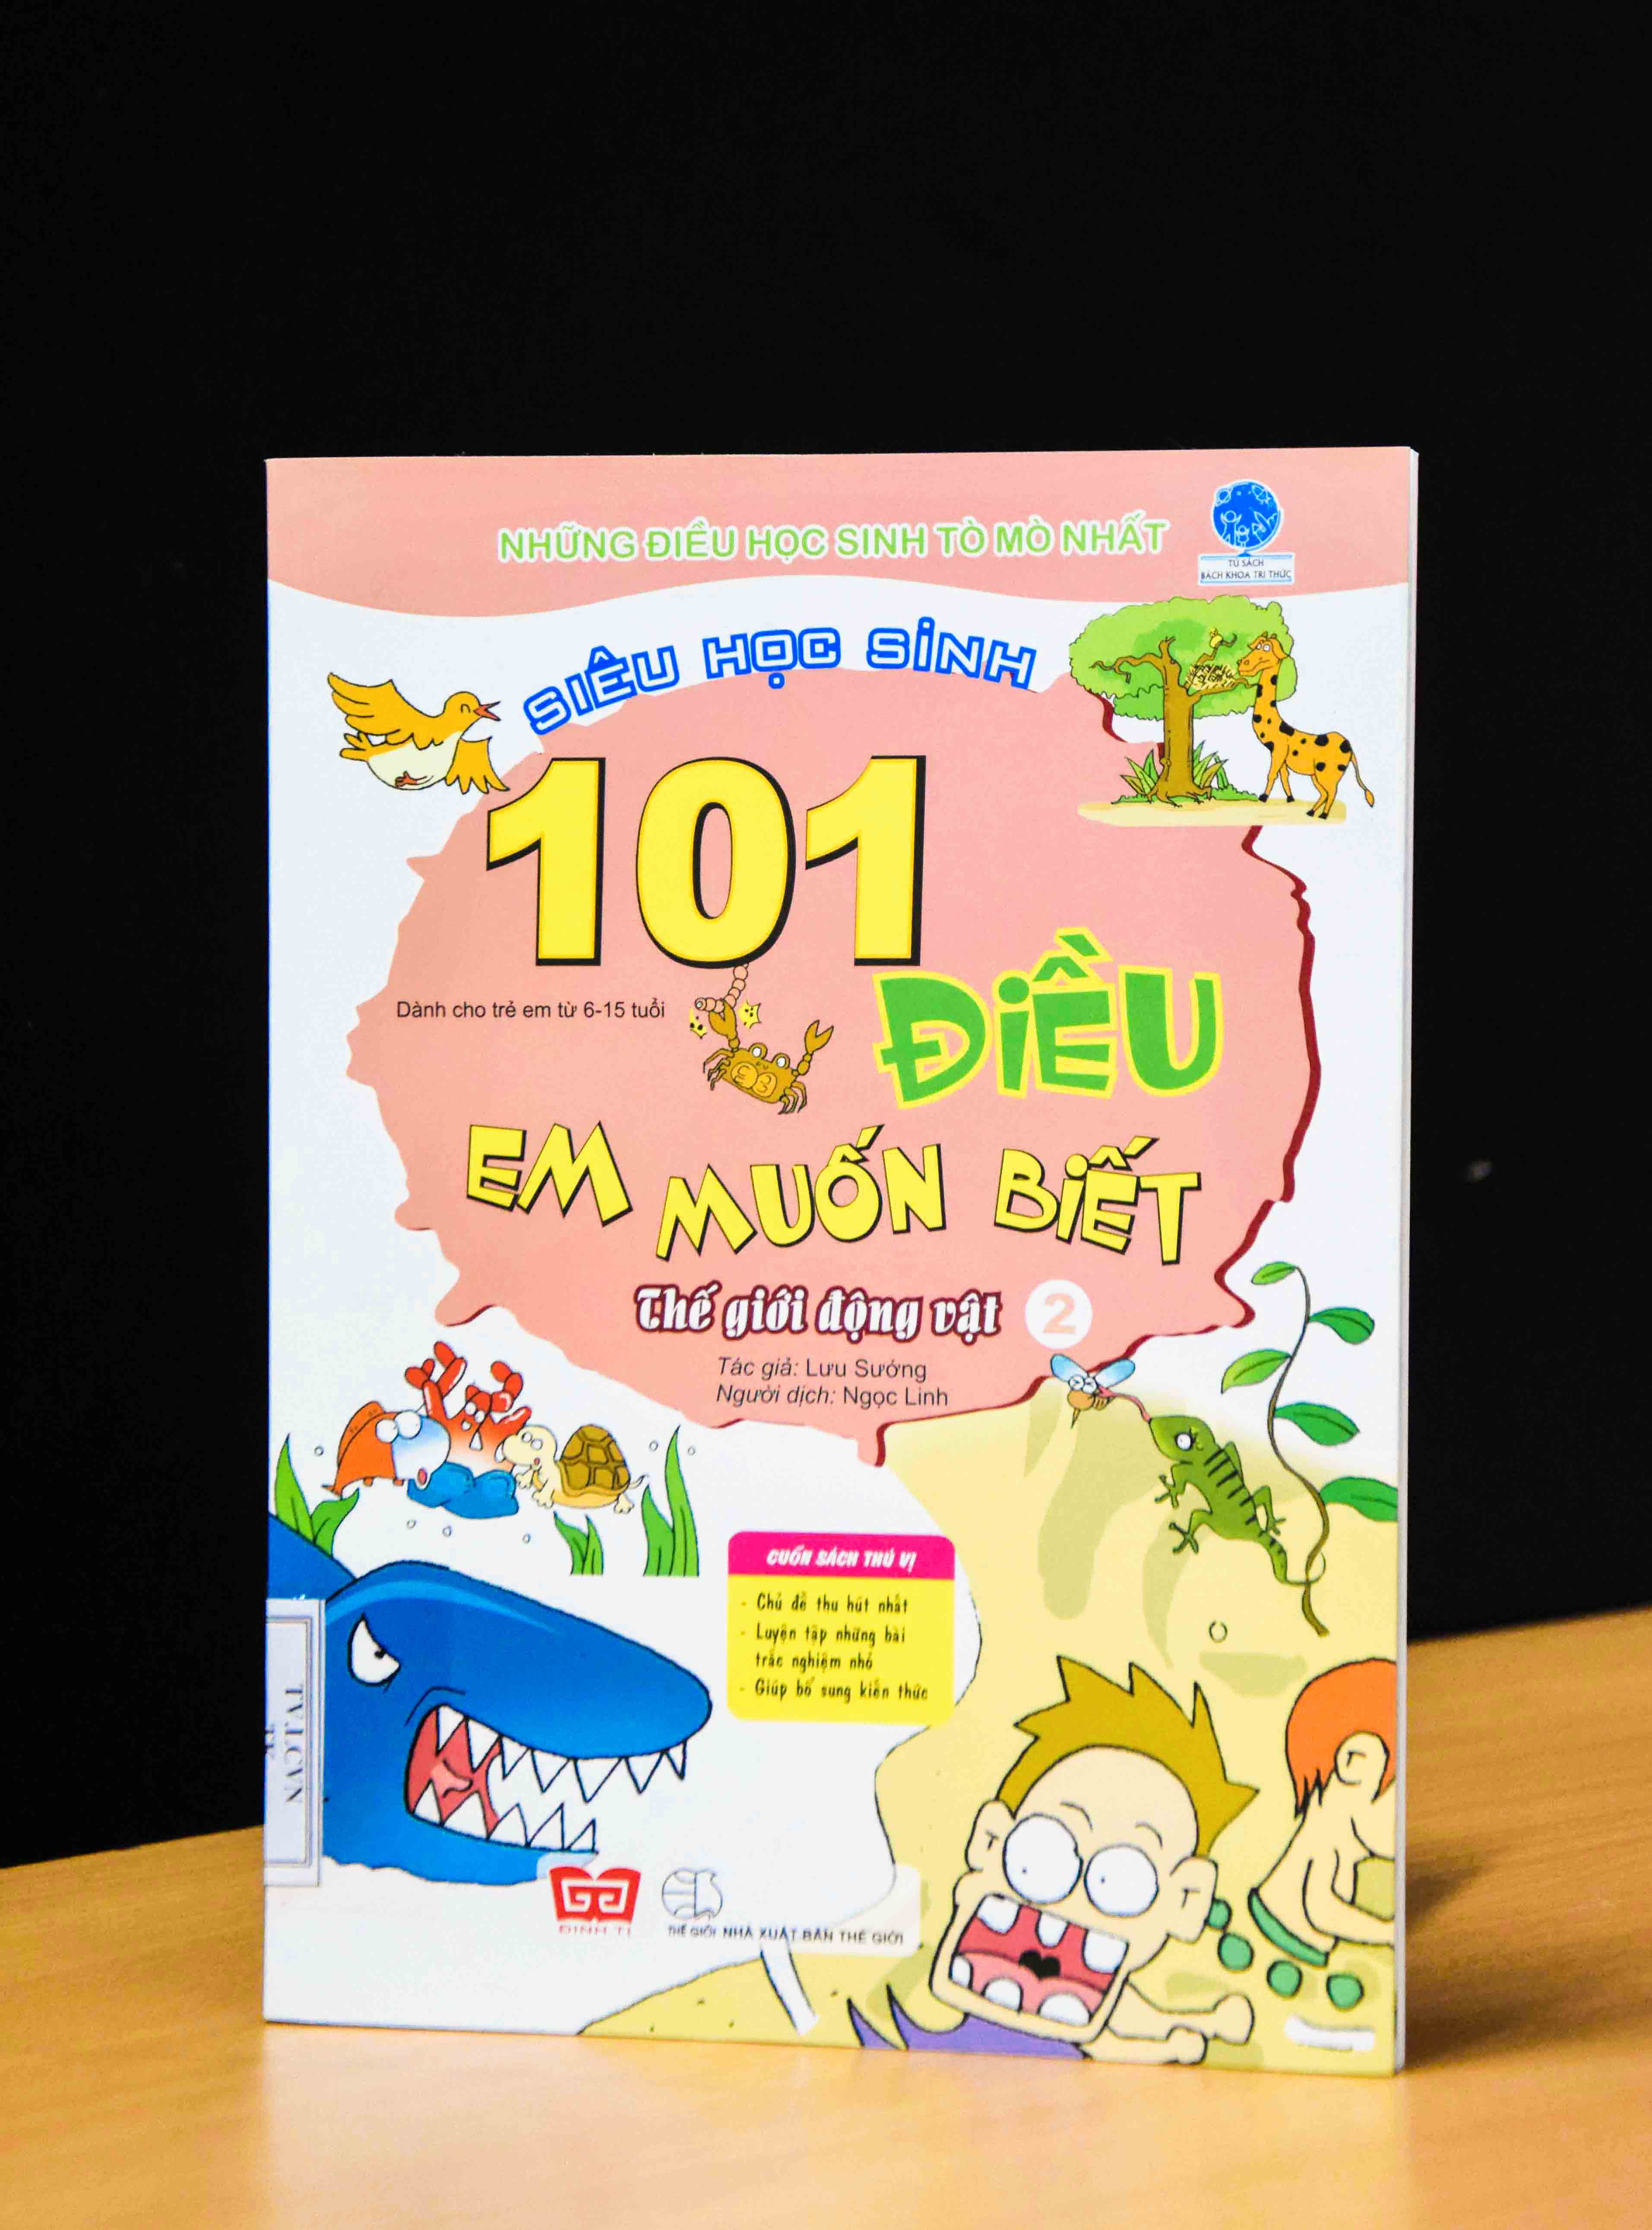 NHỮNG ĐIỀU HỌC SINH TÒ MÒ NHẤT
TỦ SÁCH
BÁCH KHOA TRI THỨC
SIÊU HỌC SINH
101
ĐIỀU
Dành cho trẻ em từ 6-15 tuổi
EM MUỐN BIẾT
Thế giới động vật 2
Tác giả: Lưu Sướng
Người dịch: Ngọc Linh
CUỐN SÁCH THÚ VỊ
- Chủ đề thu hút nhất
- Luyện tập những bài
trắc nghiệm nhỏ
- Giúp bổ sung kiến thức
TV.LCVN
TK
ĐINH TỊ
THẾ GIỚI NHÀ XUẤT BẢN THẾ GIỚI